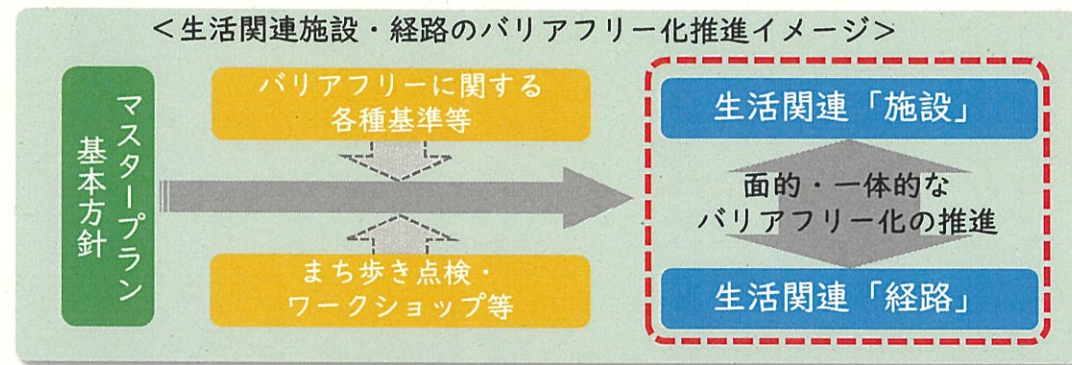 ＜生活関連施設・経路のバリアフリー化推進イメージ＞
マスタープラン
基本方針
バリアフリーに関する
各種基準等
まち歩き点検・
ワークショップ等
生活関連「施設」
面的・一体的な
バリアフリー化の推進
生活関連「経路」